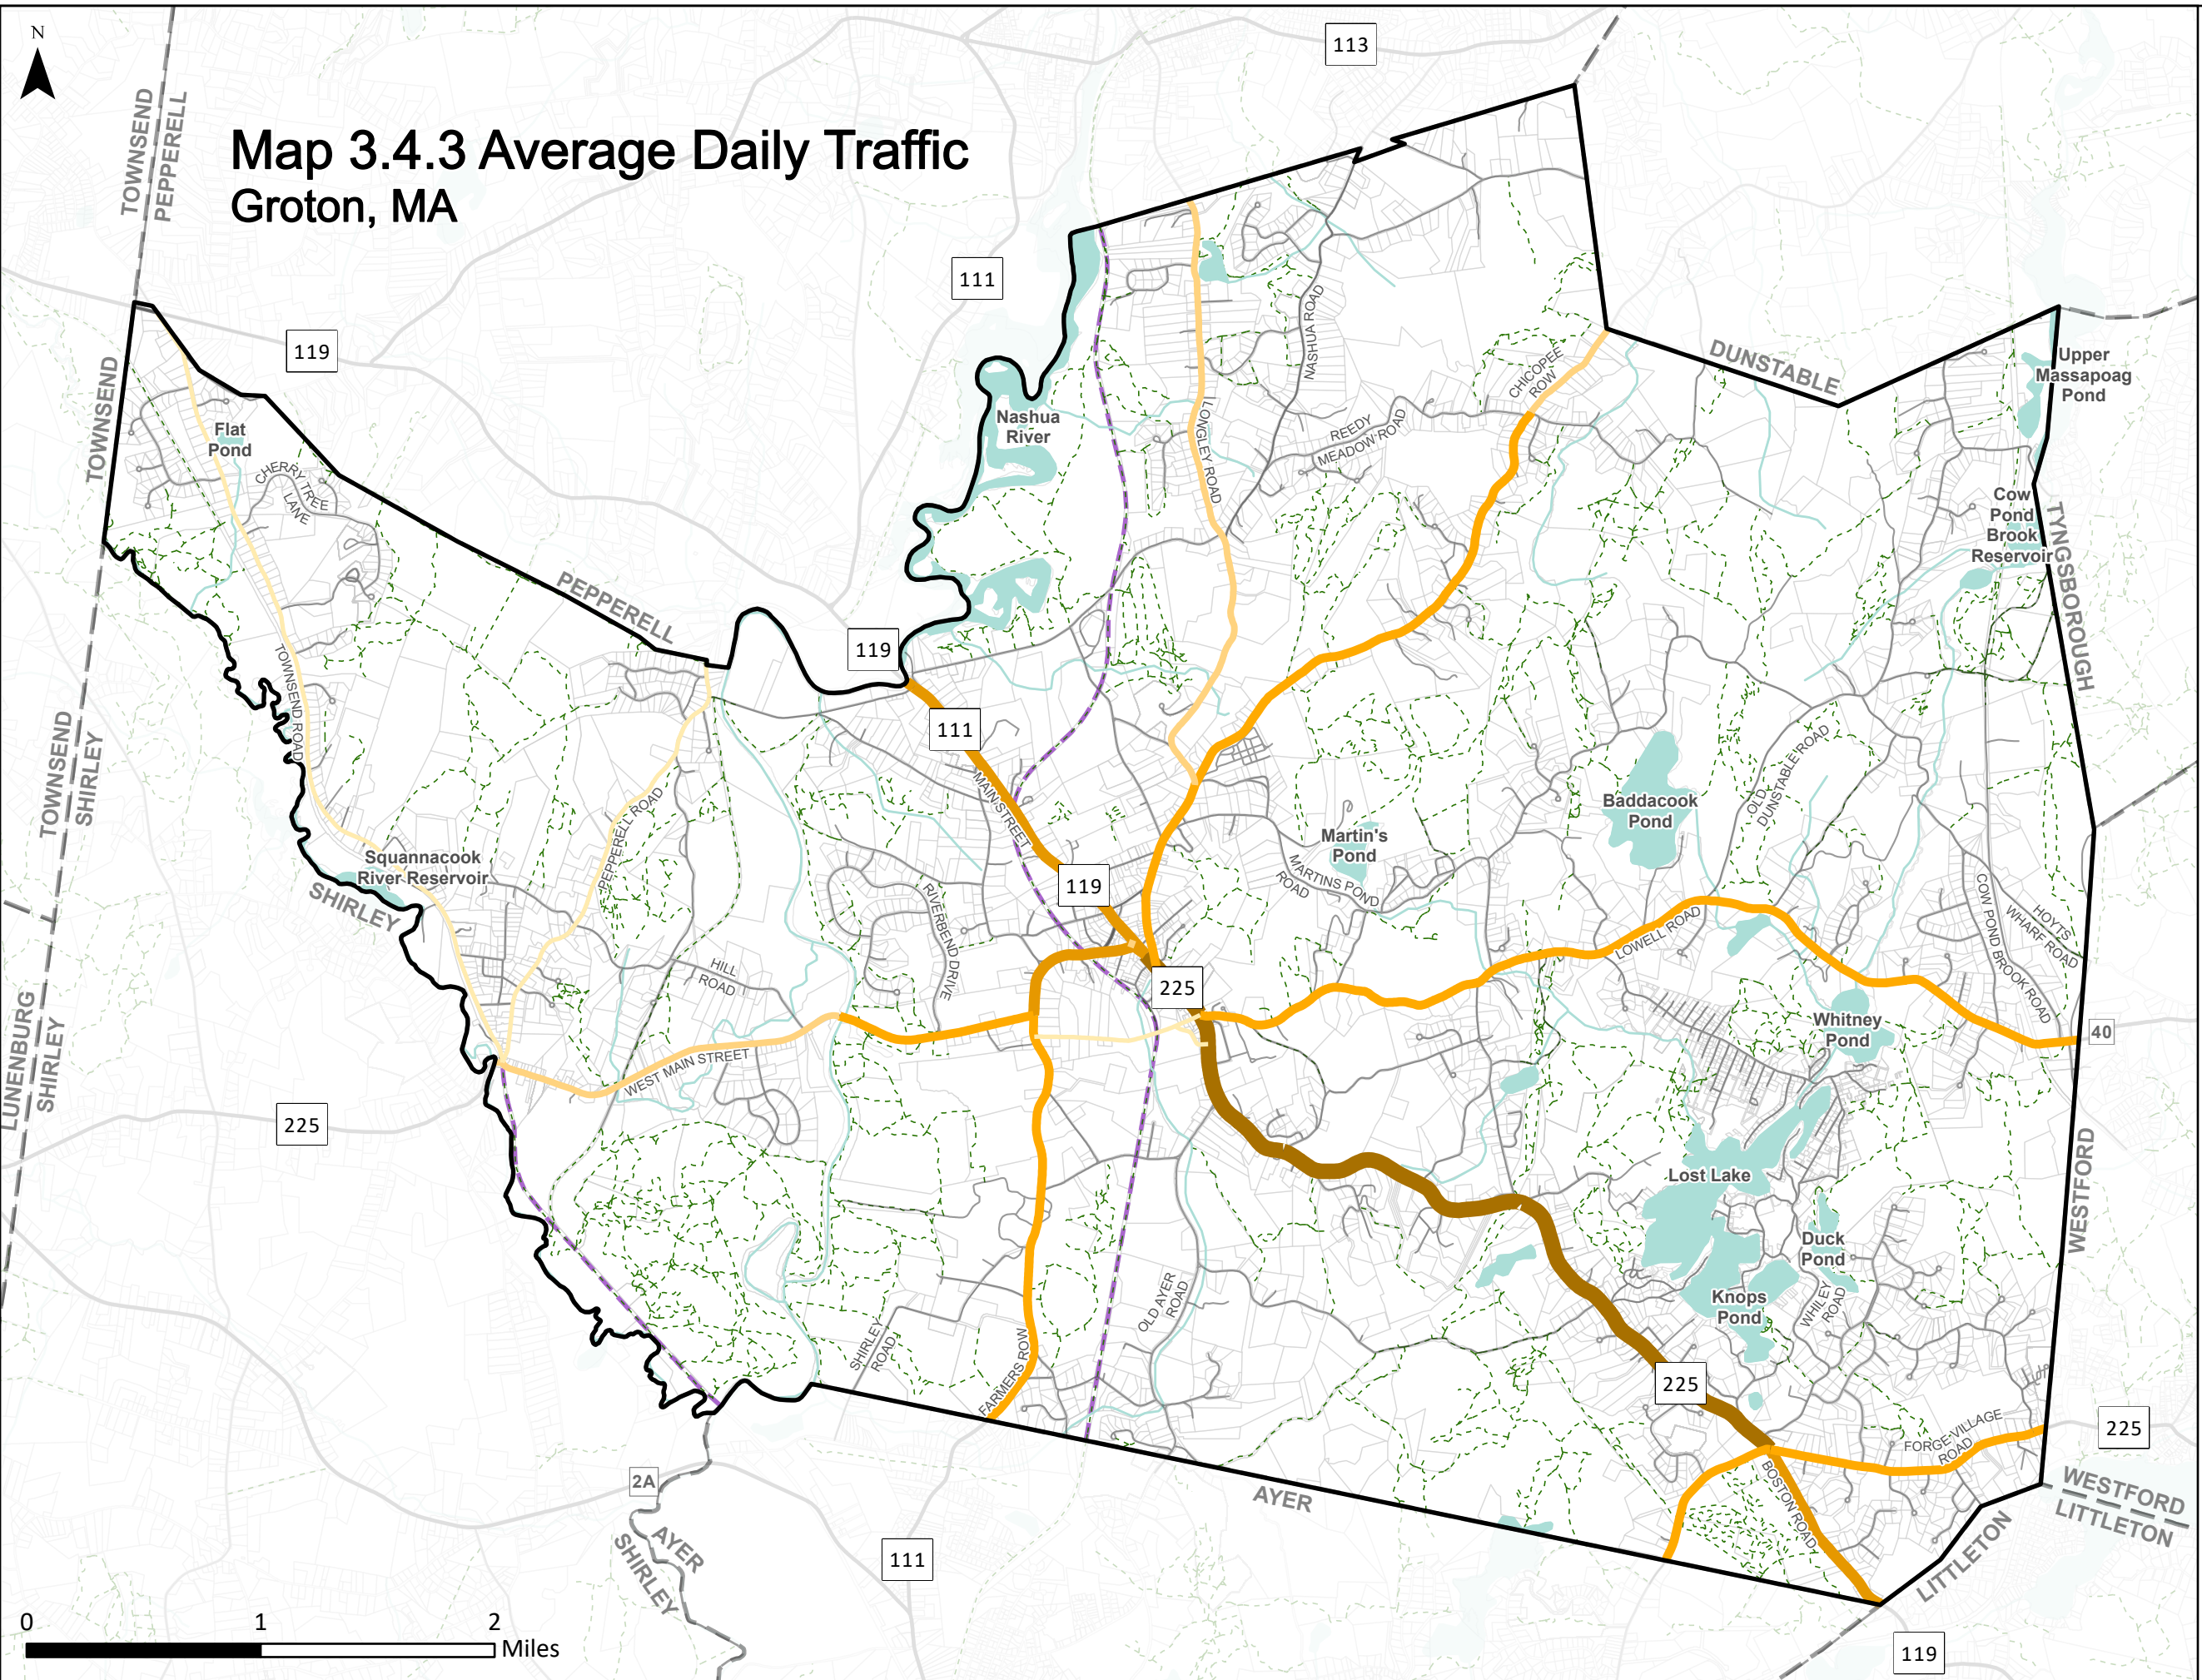 N
113
TOWNSEND
PEPPERELL
Map 3.4.3 Average Daily Traffic
Groton, MA
111
119
NASHUA ROAD
CHICOPEE
ROW
DUNSTABLE
Upper
Massapoag
Pond
TOWNSEND
Flat
Pond
CHERRY TREE
LANE
Nashua
River
LONGLEY ROAD
REEDY
MEADOW ROAD
Cow
Pond
Brook
Reservoir
TYNGSBOROUGH
PEPPERELL
119
TOWNSEND ROAD
111
MAIN STREET
TOWNSEND
SHIRLEY
PEPPERELL ROAD
Baddacook
Pond
OLD
DUNSTABLE ROAD
Martin's
Pond
MARTINS POND
ROAD
Squannacook
River Reservoir
SHIRLEY
119
RIVERBEND DRIVE
COW POND BROOK ROAD
HOYTS
WHARF ROAD
LOWELL ROAD
HILL
ROAD
225
LUNENBURG
SHIRLEY
Whitney
Pond
40
WEST MAIN STREET
225
Lost Lake
WESTFORD
Duck
Pond
Knops
Pond
WHILEY
ROAD
OLD AYER
ROAD
SHIRLEY
ROAD
FARMERS ROW
225
FORGE VILLAGE
ROAD
225
BOSTON ROAD
2A
AYER
WESTFORD
LITTLETON
AYER
SHIRLEY
111
LITTLETON
0 1 2
Miles
119